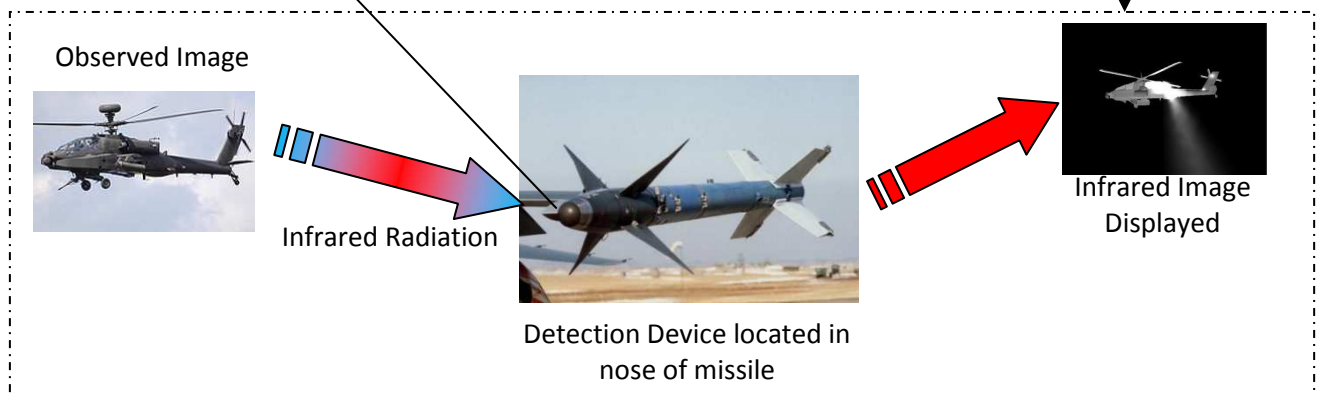 Observed Image
Infrared Radiation
Detection Device located in
nose of missile
Infrared Image
Displayed